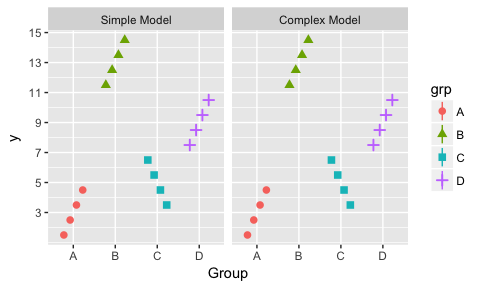 Simple Model
Complex Model
15
13
11
9
7
5
3
y
A B C D
A B C D
Group
grp
A
B
C
D